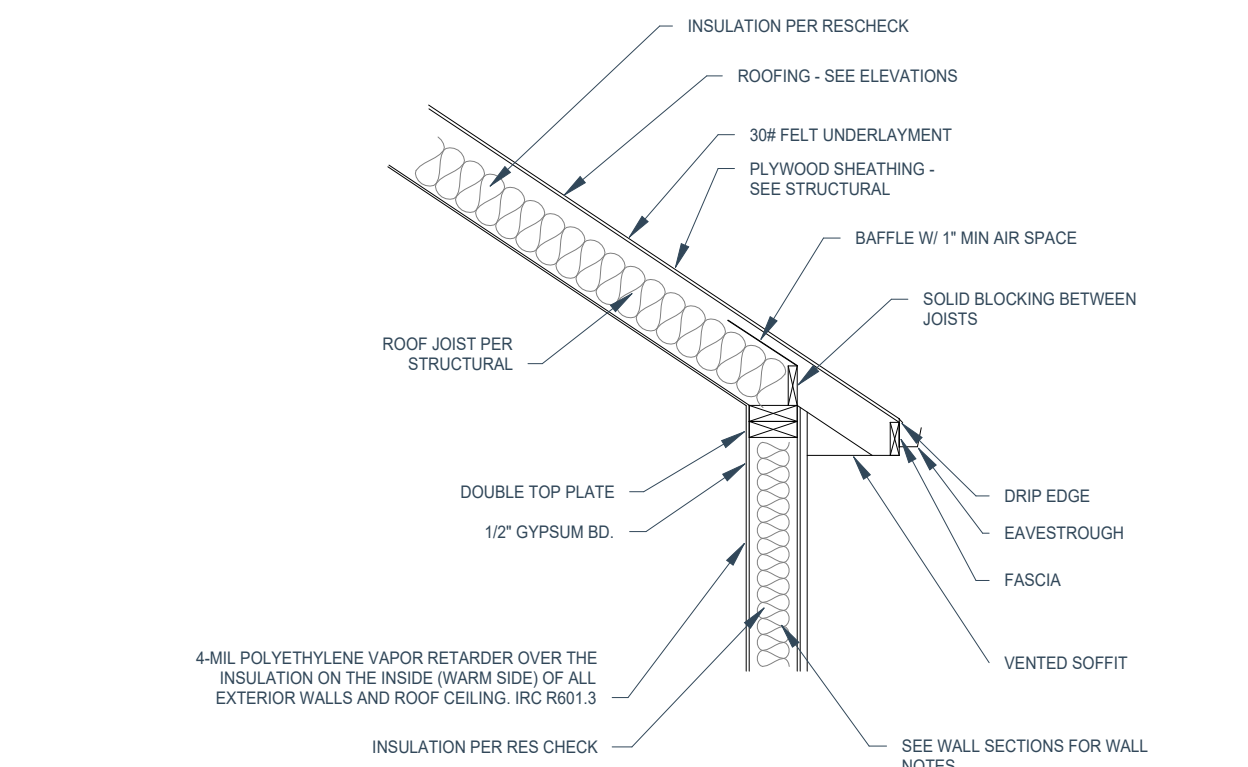 INSULATION PER RESCHECK
ROOFING - SEE ELEVATIONS
30# FELT UNDERLAYMENT
PLYWOOD SHEATHING -
SEE STRUCTURAL
BAFFLE W/ 1" MIN AIR SPACE
SOLID BLOCKING BETWEEN
JOISTS
ROOF JOIST PER
STRUCTURAL
DOUBLE TOP PLATE
1/2" GYPSUM BD.
DRIP EDGE
EAVESTROUGH
FASCIA
VENTED SOFFIT
4-MIL POLYETHYLENE VAPOR RETARDER OVER THE
INSULATION ON THE INSIDE (WARM SIDE) OF ALL
EXTERIOR WALLS AND ROOF CEILING. IRC R601.3
INSULATION PER RES CHECK
SEE WALL SECTIONS FOR WALL
NOTES